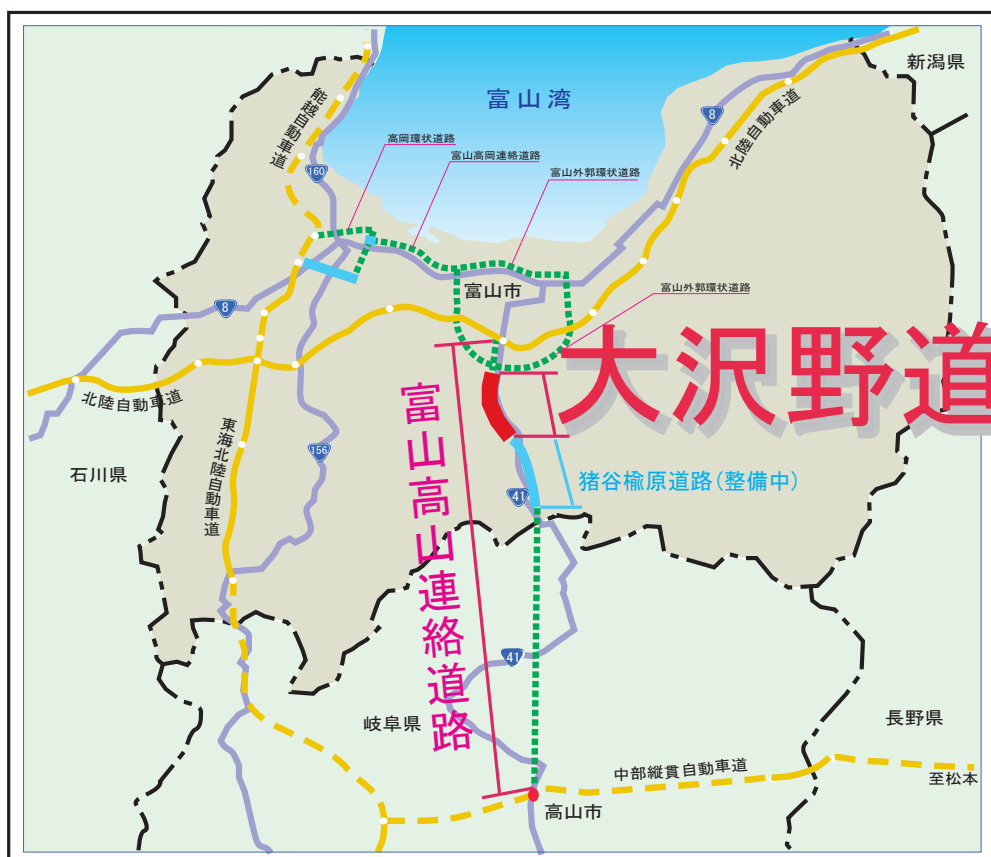 新潟県
富山湾
能越自動車道
北陸自動車道
8
高岡環状道路
富山高岡連絡道路
160
富山外郭環状道路
富山市
富山外郭環状道路
8
大沢野道
北陸自動車道
富山高山連絡道路
156
石川県
東海北陸自動車道
猪谷楡原道路(整備中)
41
41
岐阜県
長野県
中部縦貫自動車道
至松本
高山市